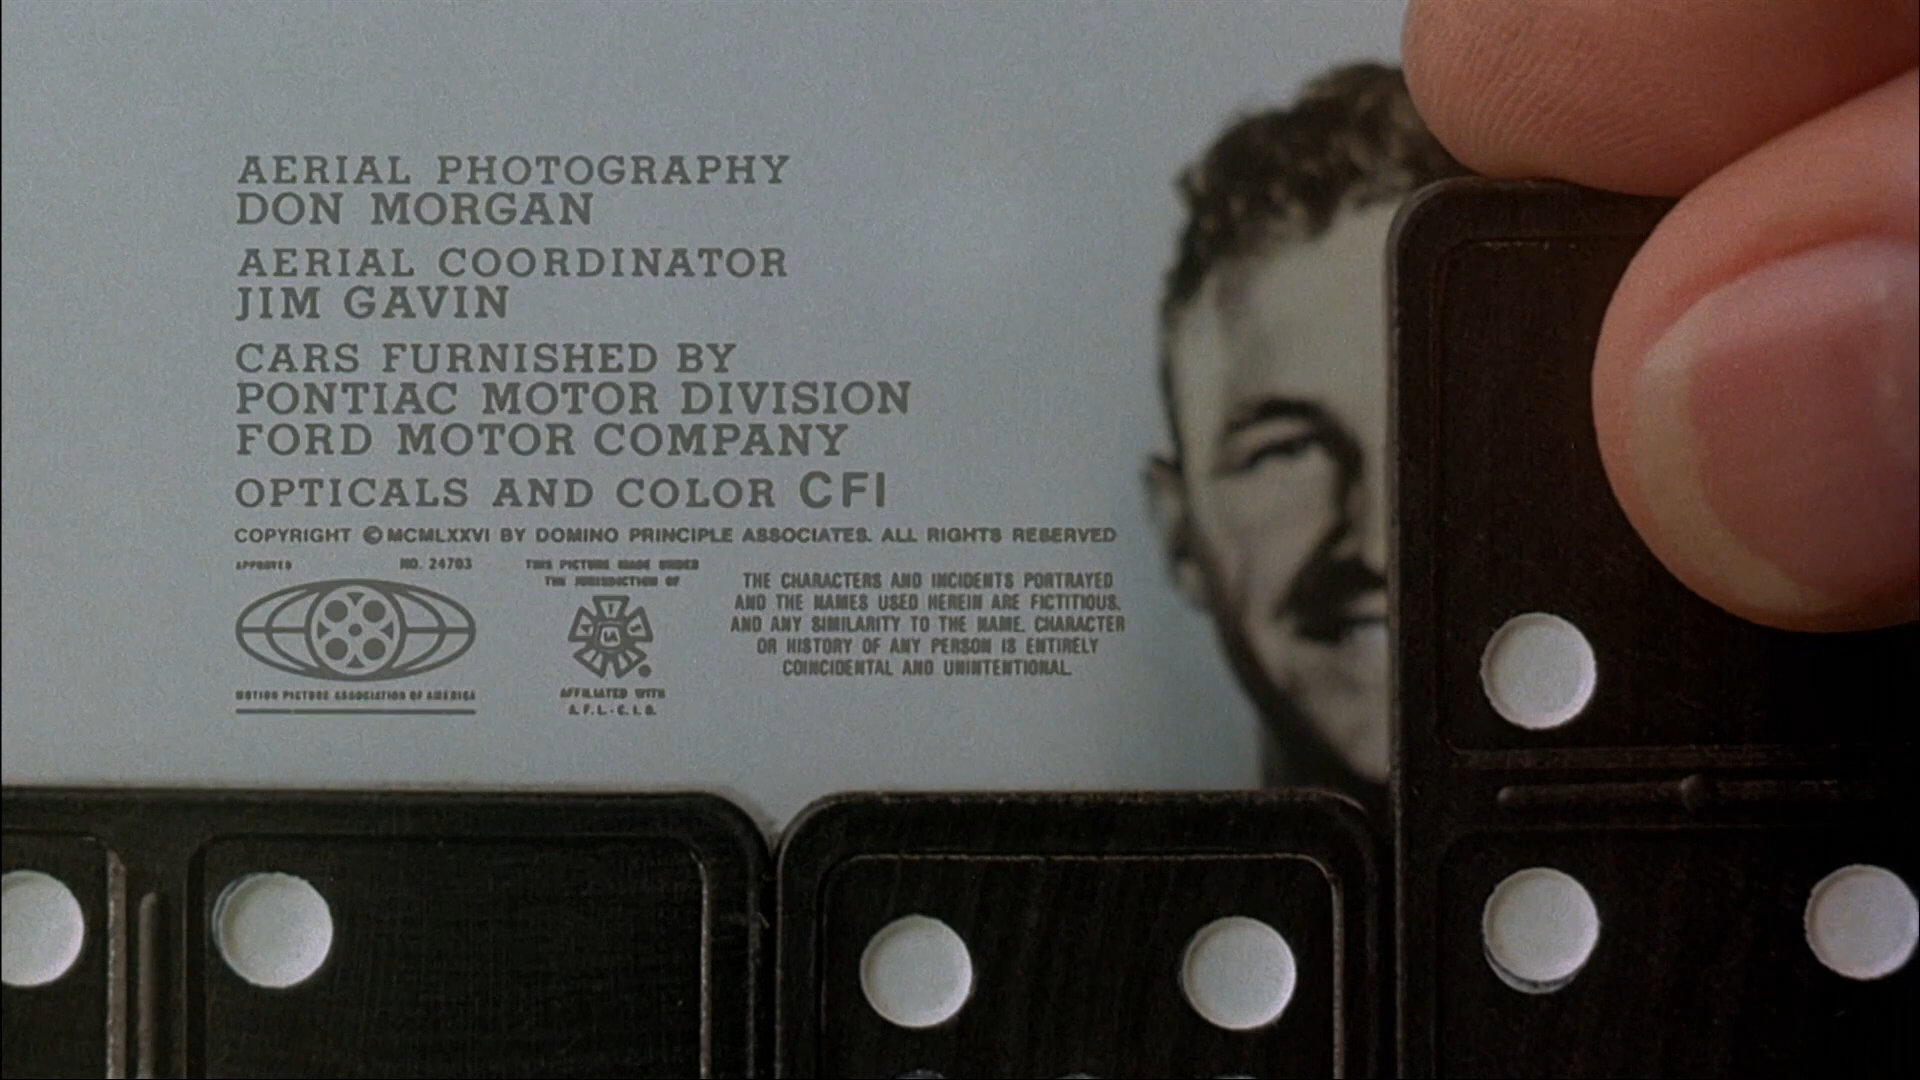 AERIAL PHOTOGRAPHY
DON MORGAN
AERIAL COORDINATOR
JIM GAVIN
CARS FURNISHED BY
PONTIAC MOTOR DIVISION
FORD MOTOR COMPANY
OPTICALS AND COLOR CFI
COPYRIGHT © MCMLXXVI BY DOMINO PRINCIPLE ASSOCIATES. ALL RIGHTS RESERVED
APPROVED NO. 24703
MOTION PICTURE ASSOCIATION OF AMERICA
THIS PICTURE MADE UNDER
THE JURISDICTION OF
IA
AFFILIATED WITH
A.F.L.-C.I.O.
THE CHARACTERS AND INCIDENTS PORTRAYED
AND THE NAMES USED HEREIN ARE FICTITIOUS,
AND ANY SIMILARITY TO THE NAME, CHARACTER
OR HISTORY OF ANY PERSON IS ENTIRELY
COINCIDENTAL AND UNINTENTIONAL.